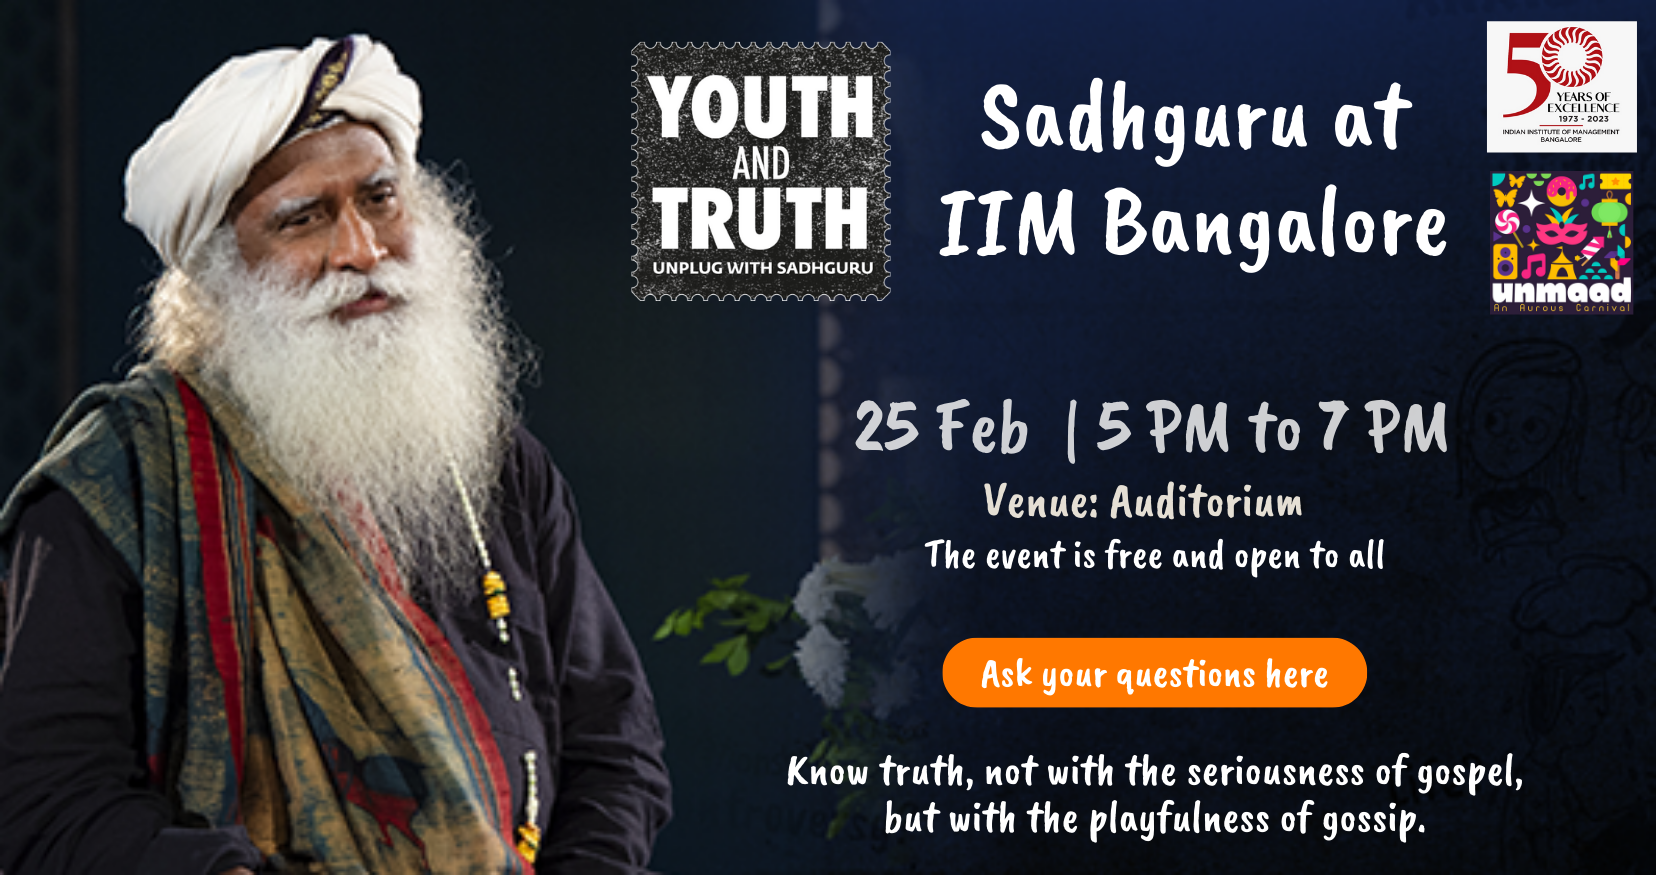 YOUTH
AND
TRUTH
UNPLUG WITH SADHGURU
Sadhguru at
IIM Bangalore
50
YEARS OF
EXCELLENCE
1973 - 2023
INDIAN INSTITUTE OF MANAGEMENT
BANGALORE
unmaad
An Aurous Carnival
25 Feb | 5 PM to 7 PM
Venue: Auditorium
The event is free and open to all
Ask your questions here
Know truth, not with the seriousness of gospel,
but with the playfulness of gossip.